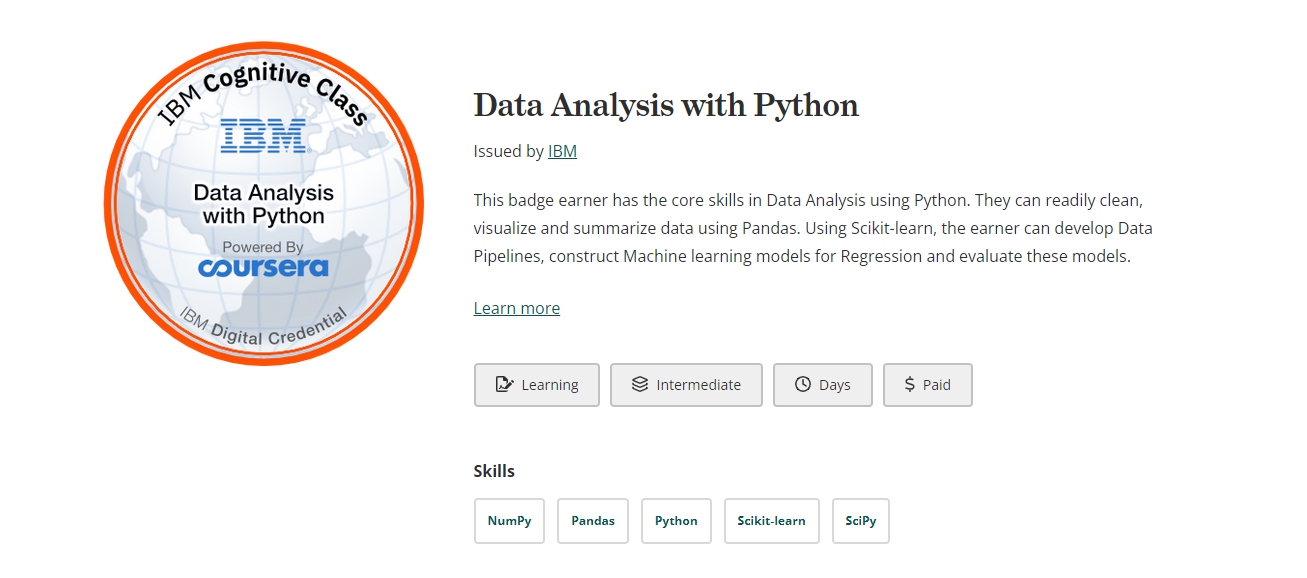 IBM Cognitive Class
IBM
Data Analysis
with Python
Powered By
coursera
IBM Digital Credential
Data Analysis with Python
Issued by IBM
This badge earner has the core skills in Data Analysis using Python. They can readily clean,
visualize and summarize data using Pandas. Using Scikit-learn, the earner can develop Data
Pipelines, construct Machine learning models for Regression and evaluate these models.
Learn more
Learning
Intermediate
Days
Paid
Skills
NumPy
Pandas
Python
Scikit-learn
SciPy